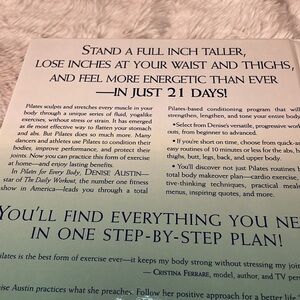 STAND A FULL INCH TALLER,
LOSE INCHES AT YOUR WAIST AND THIGHS,
AND FEEL MORE ENERGETIC THAN EVER
—IN JUST 21 DAYS!
Pilates sculpts and stretches every muscle in your
body through a unique series of fluid, yogalike
exercises, without stress or strain. It has emerged
as the most effective way to flatten your stomach
and abs. But Pilates does so much more. Many
dancers and athletes use Pilates to condition their
bodies, improve performance, and protect their
joints. Now you can practice this form of exercise
at home—and enjoy lasting benefits.
In Pilates for Every Body, DENISE AUSTIN—
star of The Daily Workout, the number one fitness
show in America—leads you through a total
Pilates-based conditioning program that will
strengthen, lengthen, and tone your entire body.
•Select from Denise's versatile, progressive work-
outs, from beginner to advanced.
•If you're short on time, choose from quick-as-
easy routines of 10 minutes or less for the abs, hips,
thighs, butt, legs, back, and upper body.
•You'll discover not just Pilates
total body makeover plan—cardio exercise,
tive-thinking techniques, practical meal
menus, inspiring quotes, and more.
YOU'LL FIND EVERYTHING YOU NE
IN ONE STEP-BY-STEP PLAN!
ilates is the best form of exercise ever—it keeps my body strong without stressing my join
— CRISTINA FERRARE, model, author, and TV pers
ise Austin practices what she preaches. Follow her positive approach for a better